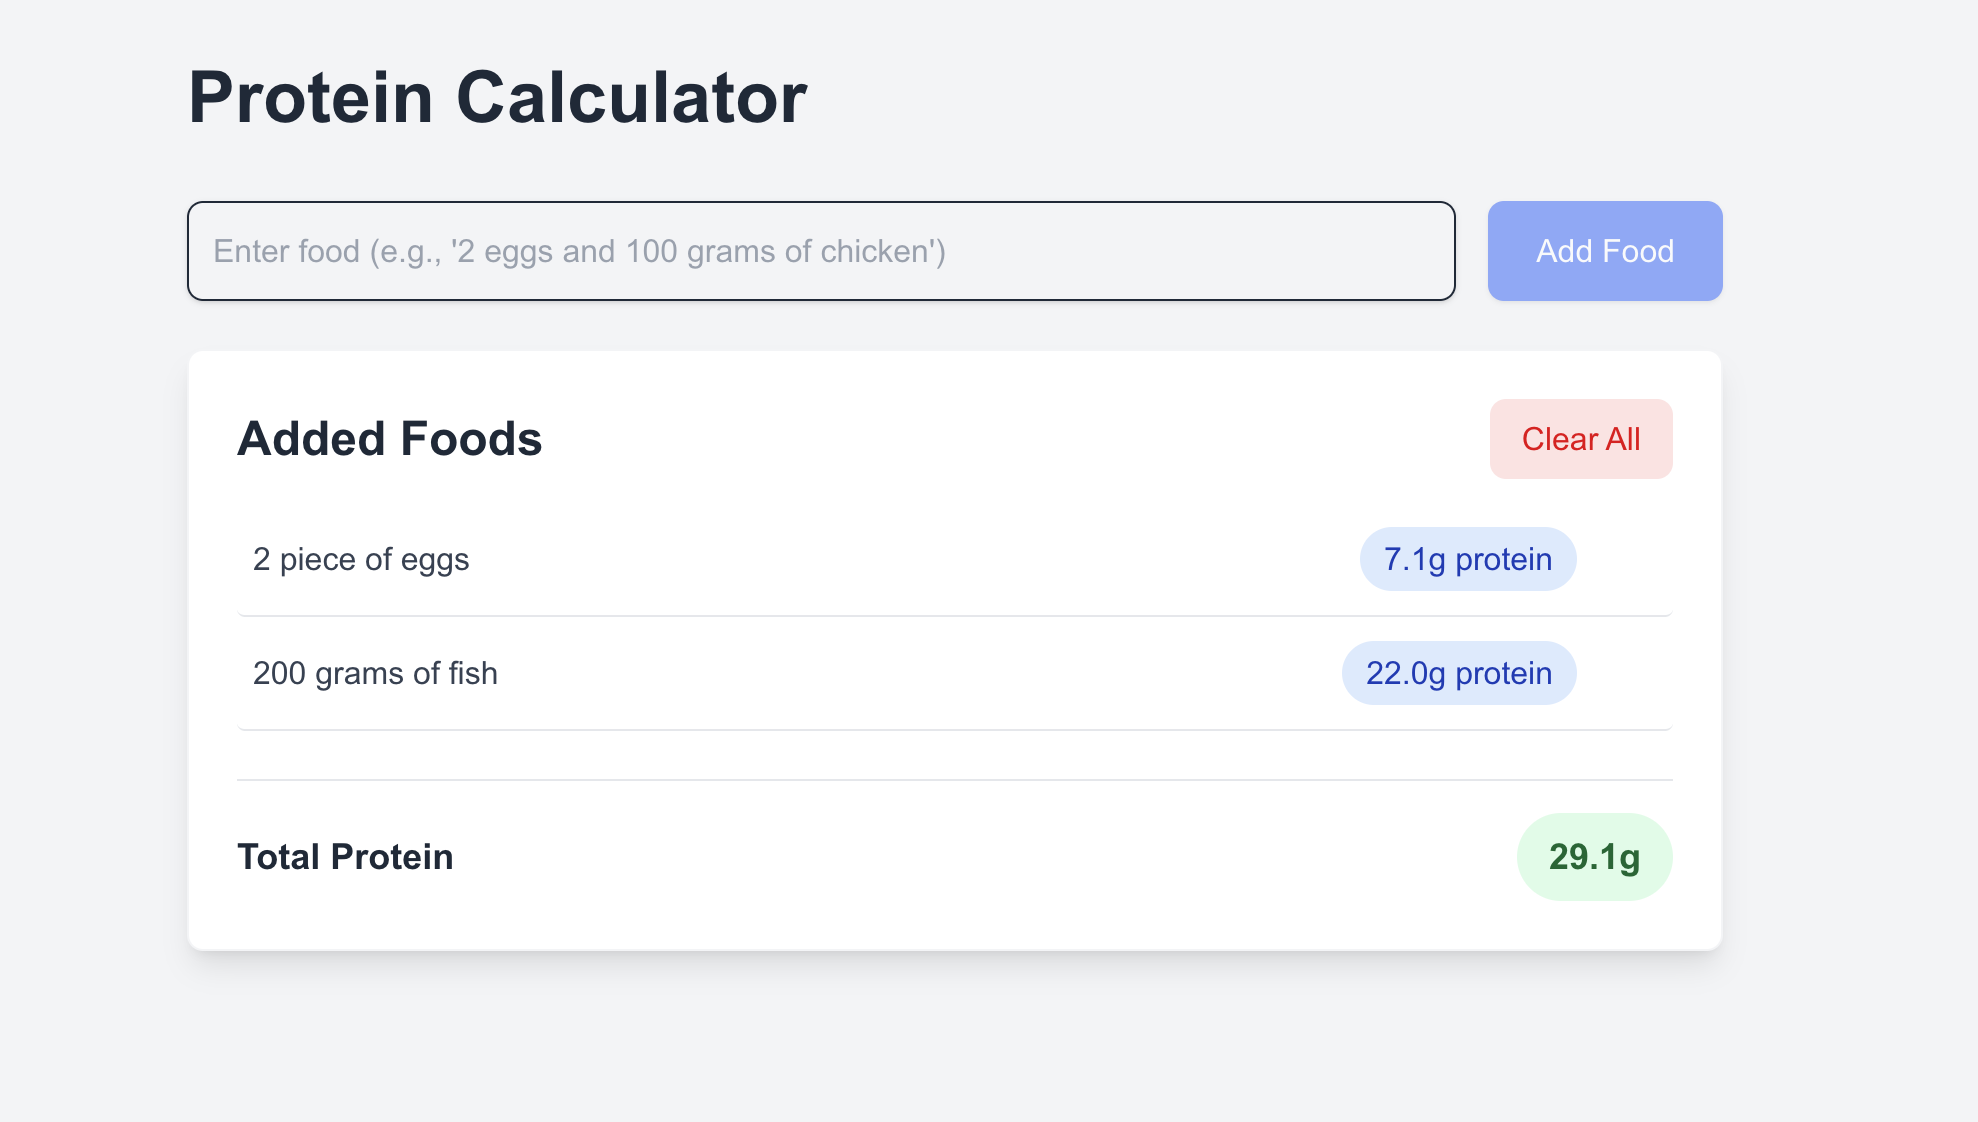 Protein Calculator
Enter food (e.g., '2 eggs and 100 grams of chicken')
Add Food
Added Foods
Clear All
2 piece of eggs
7.1g protein
200 grams of fish
22.0g protein
Total Protein
29.1g